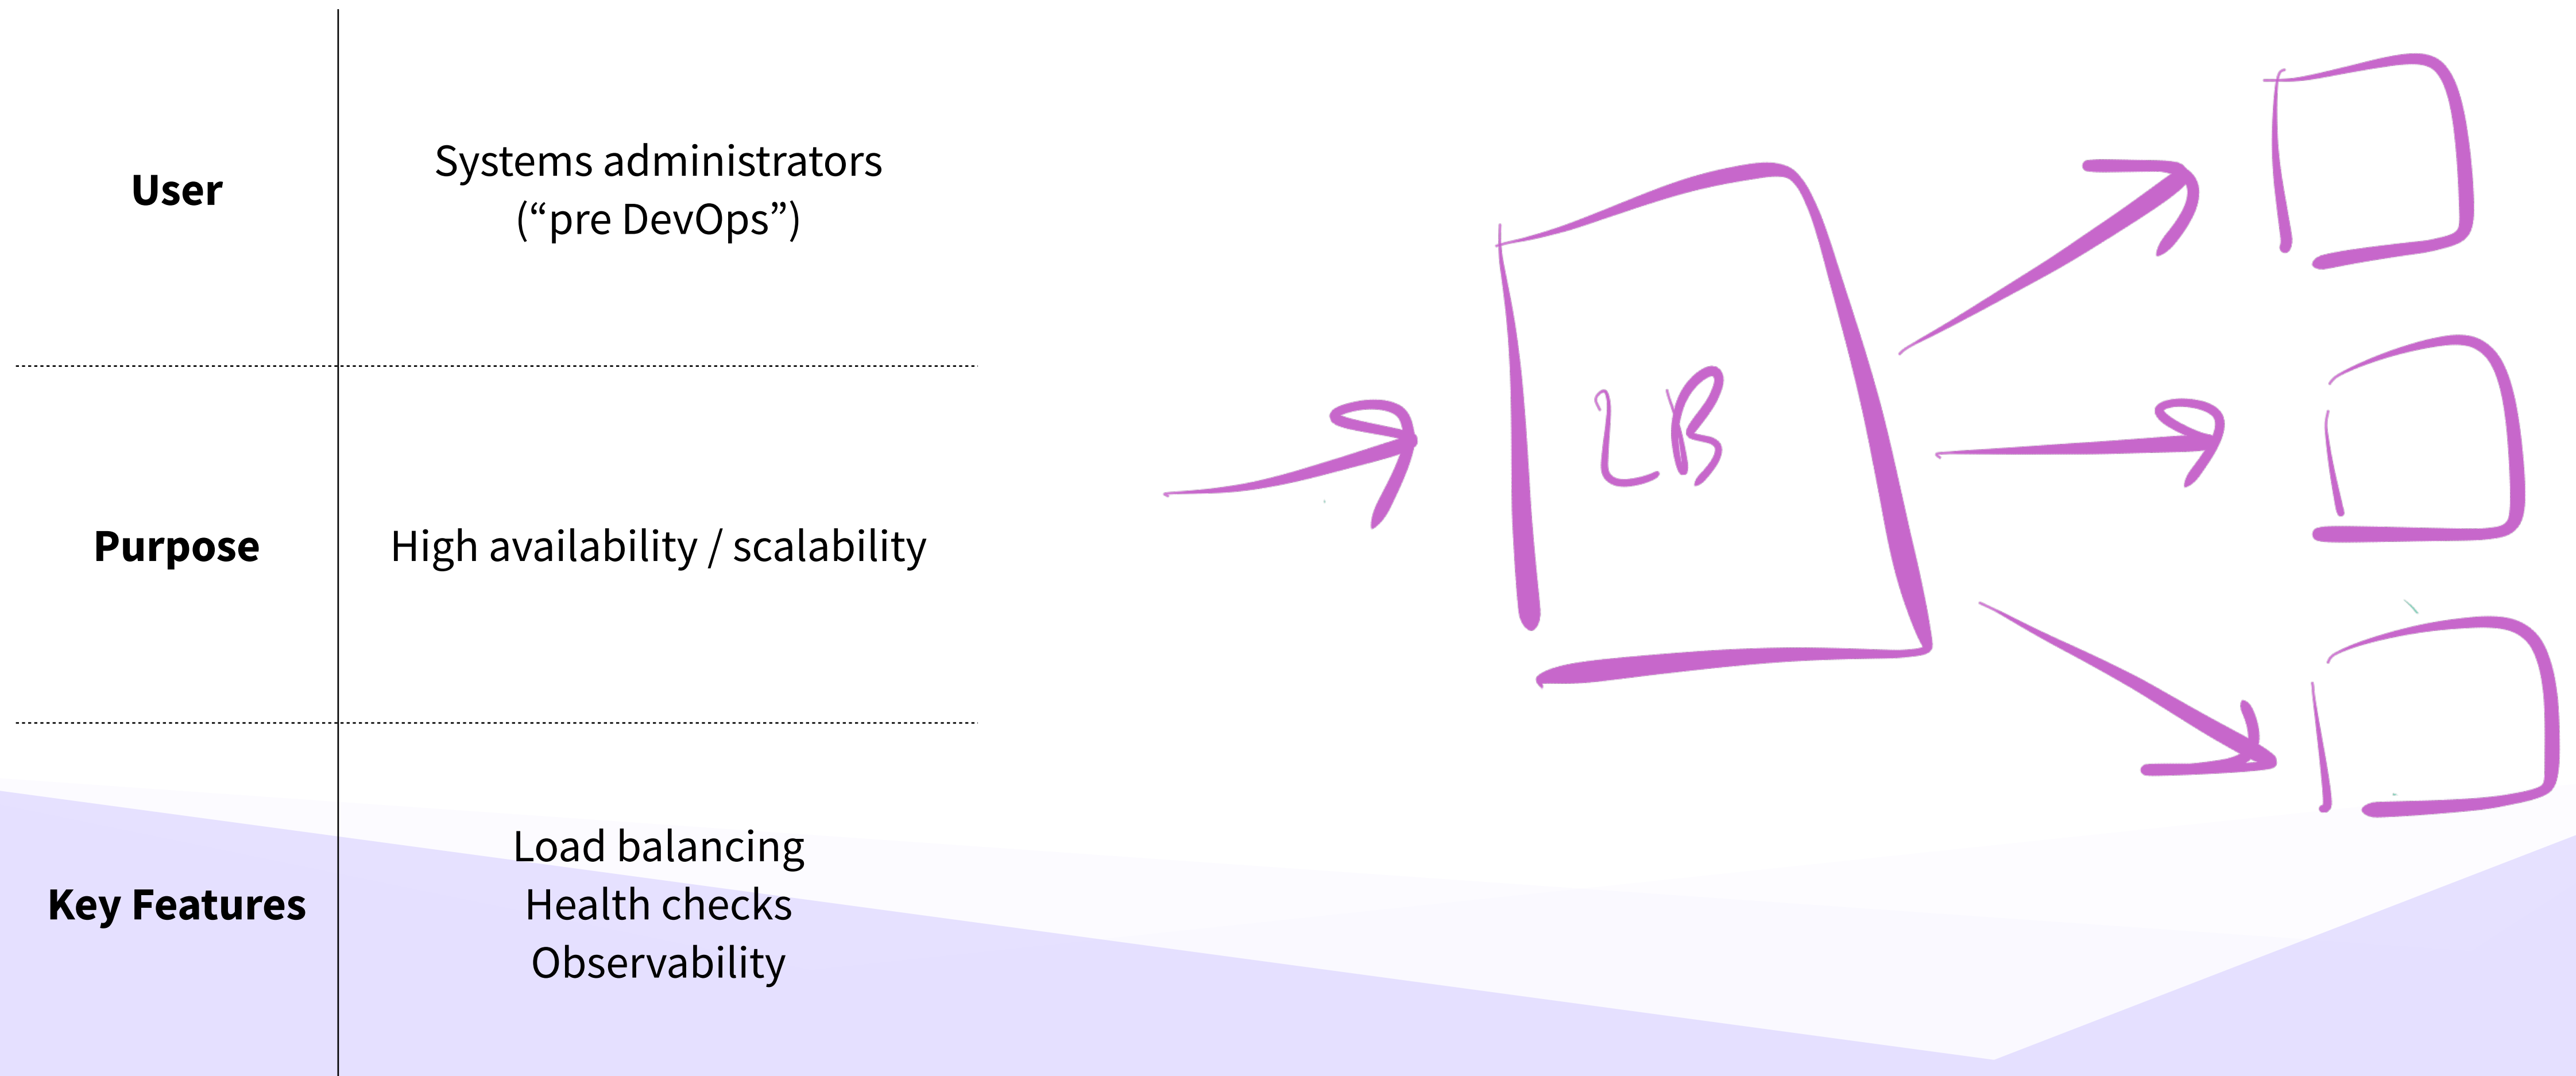 User
Systems administrators
(“pre DevOps”)
Purpose
High availability / scalability
Key Features
Load balancing
Health checks
Observability
LB